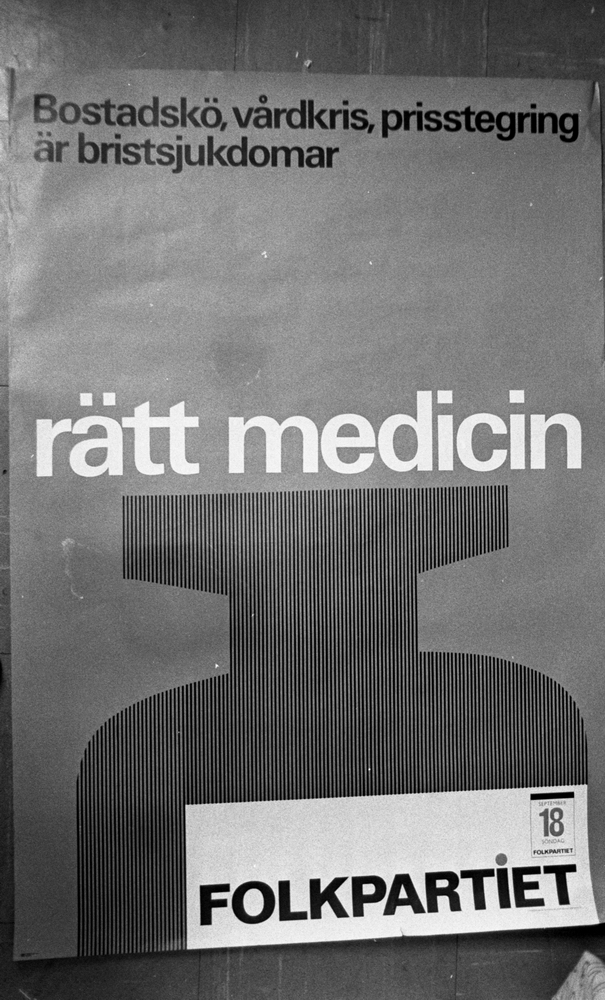 Bostadskö, vårdkris, prisstegring
är bristsjukdomar
rätt medicin
SEPTEMBER
18
SÖNDAG
FOLKPARTIET
FOLKPARTIET